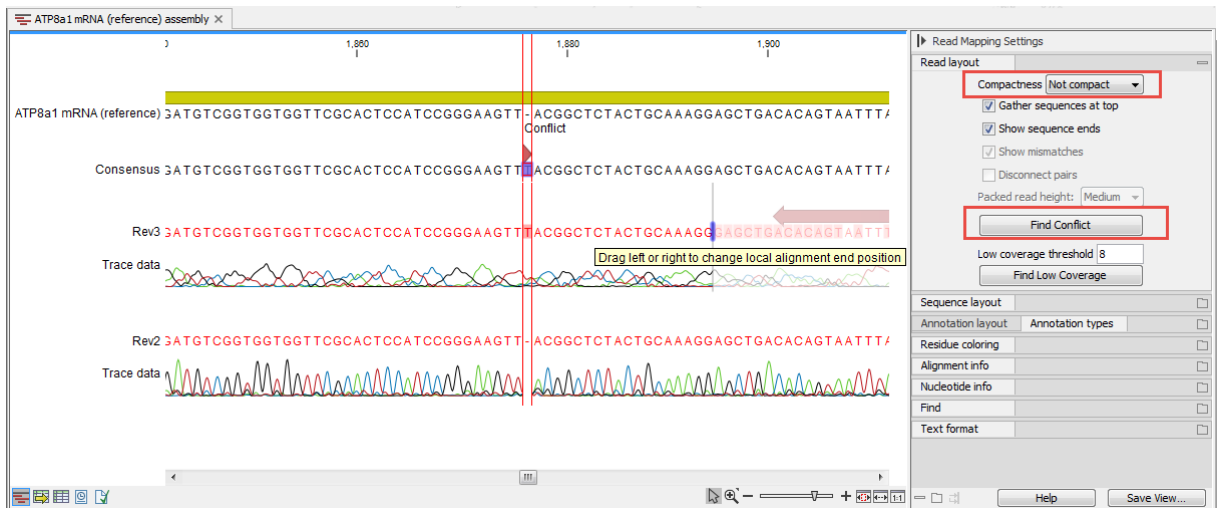 ATP8a1 mRNA (reference) assembly
Read Mapping Settings
Read layout
Compactness Not compact
Gather sequences at top
Show sequence ends
Show mismatches
Disconnect pairs
Packed read height: Medium
Find Conflict
Low coverage threshold 8
Find Low Coverage
Sequence layout
Annotation layout Annotation types
Residue coloring
Alignment info
Nucleotide info
Find
Text format
Help Save View...
1,860 1,880 1,900
ATP8a1 mRNA (reference) GATGTCGGTGGTGGTTCGCACTCCATCCGGGAAGTT-ACGGCTCTACTGCAAAGGAGCTGACACAGTAATTTA
Conflict
Consensus GATGTCGGTGGTGGTTCGCACTCCATCCGGGAAGTTTACGGCTCTACTGCAAAGGAGCTGACACAGTAATTTA
Rev3 GATGTCGGTGGTGGTTCGCACTCCATCCGGGAAGTTTACGGCTCTACTGCAAAGGGAGCTGACACAGTAATTT
Drag left or right to change local alignment end position
Trace data
Rev2 GATGTCGGTGGTGGTTCGCACTCCATCCGGGAAGTT-ACGGCTCTACTGCAAAGGAGCTGACACAGTAATTTA
Trace data
1:1